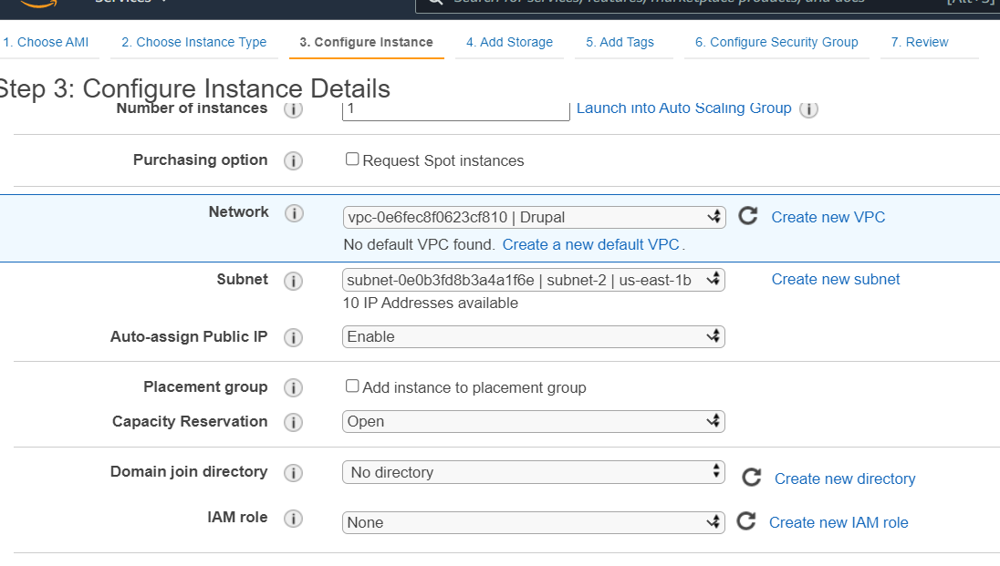 Services
Search for services, features, marketplace products, and docs
[Alt+S]
1. Choose AMI 2. Choose Instance Type 3. Configure Instance 4. Add Storage 5. Add Tags 6. Configure Security Group 7. Review
Step 3: Configure Instance Details
Number of instances i 1 Launch into Auto Scaling Group i
Purchasing option i Request Spot instances
Network i vpc-0e6fec8f0623cf810 | Drupal Create new VPC
No default VPC found. Create a new default VPC.
Subnet i subnet-0e0b3fd8b3a4a1f6e | subnet-2 | us-east-1b Create new subnet
10 IP Addresses available
Auto-assign Public IP i Enable
Placement group i Add instance to placement group
Capacity Reservation i Open
Domain join directory i No directory Create new directory
IAM role i None Create new IAM role